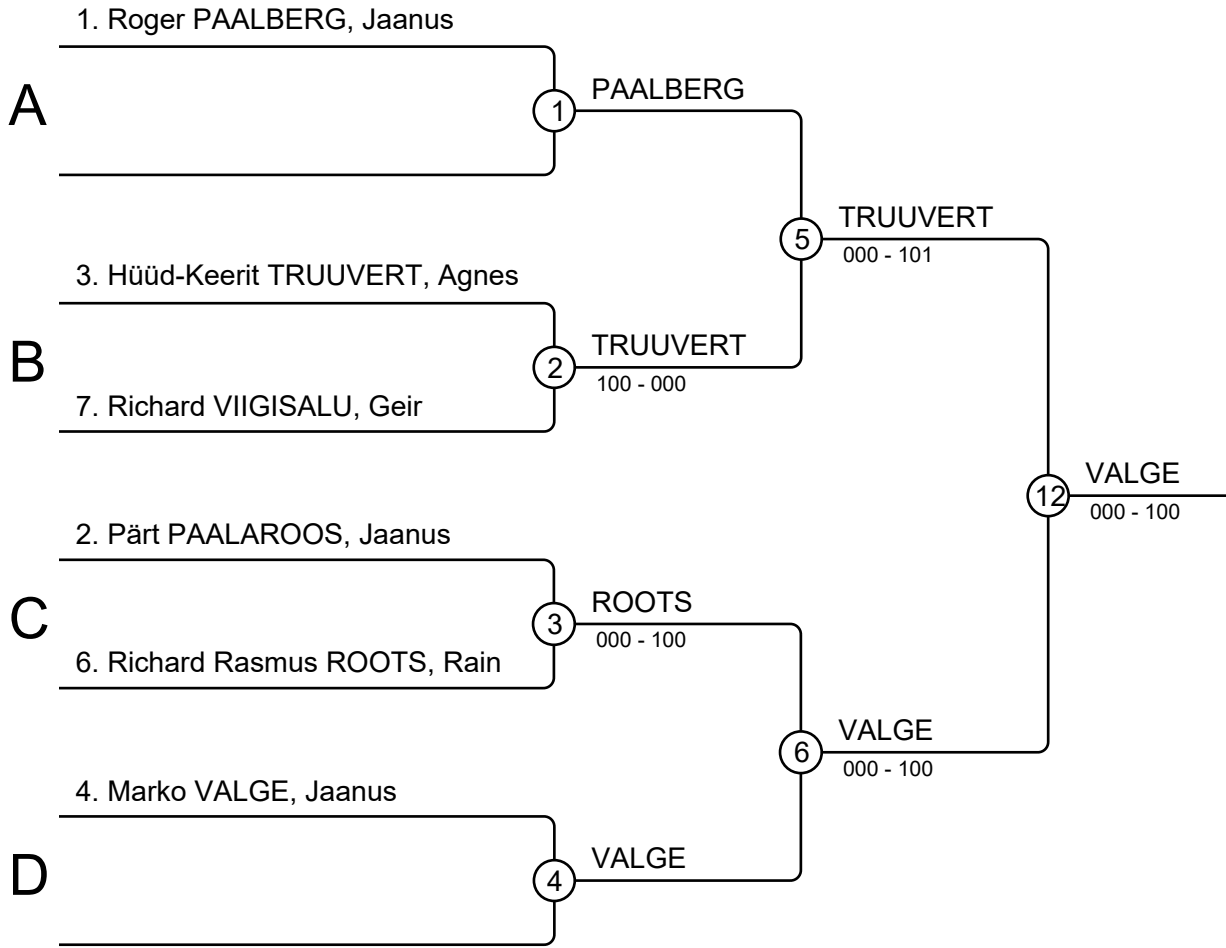 1. Roger PAALBERG, Jaanus
A
1
PAALBERG
5
TRUUVERT
000 - 101
3. Hüüd-Keerit TRUUVERT, Agnes
B
2
TRUUVERT
100 - 000
7. Richard VIIGISALU, Geir
12
VALGE
000 - 100
2. Pärt PAALAROOS, Jaanus
C
3
ROOTS
000 - 100
6. Richard Rasmus ROOTS, Rain
6
VALGE
000 - 100
4. Marko VALGE, Jaanus
D
4
VALGE